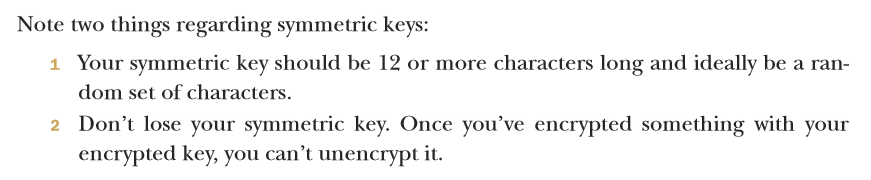 Note two things regarding symmetric keys:
1 Your symmetric key should be 12 or more characters long and ideally be a ran-
dom set of characters.
2 Don’t lose your symmetric key. Once you’ve encrypted something with your
encrypted key, you can’t unencrypt it.